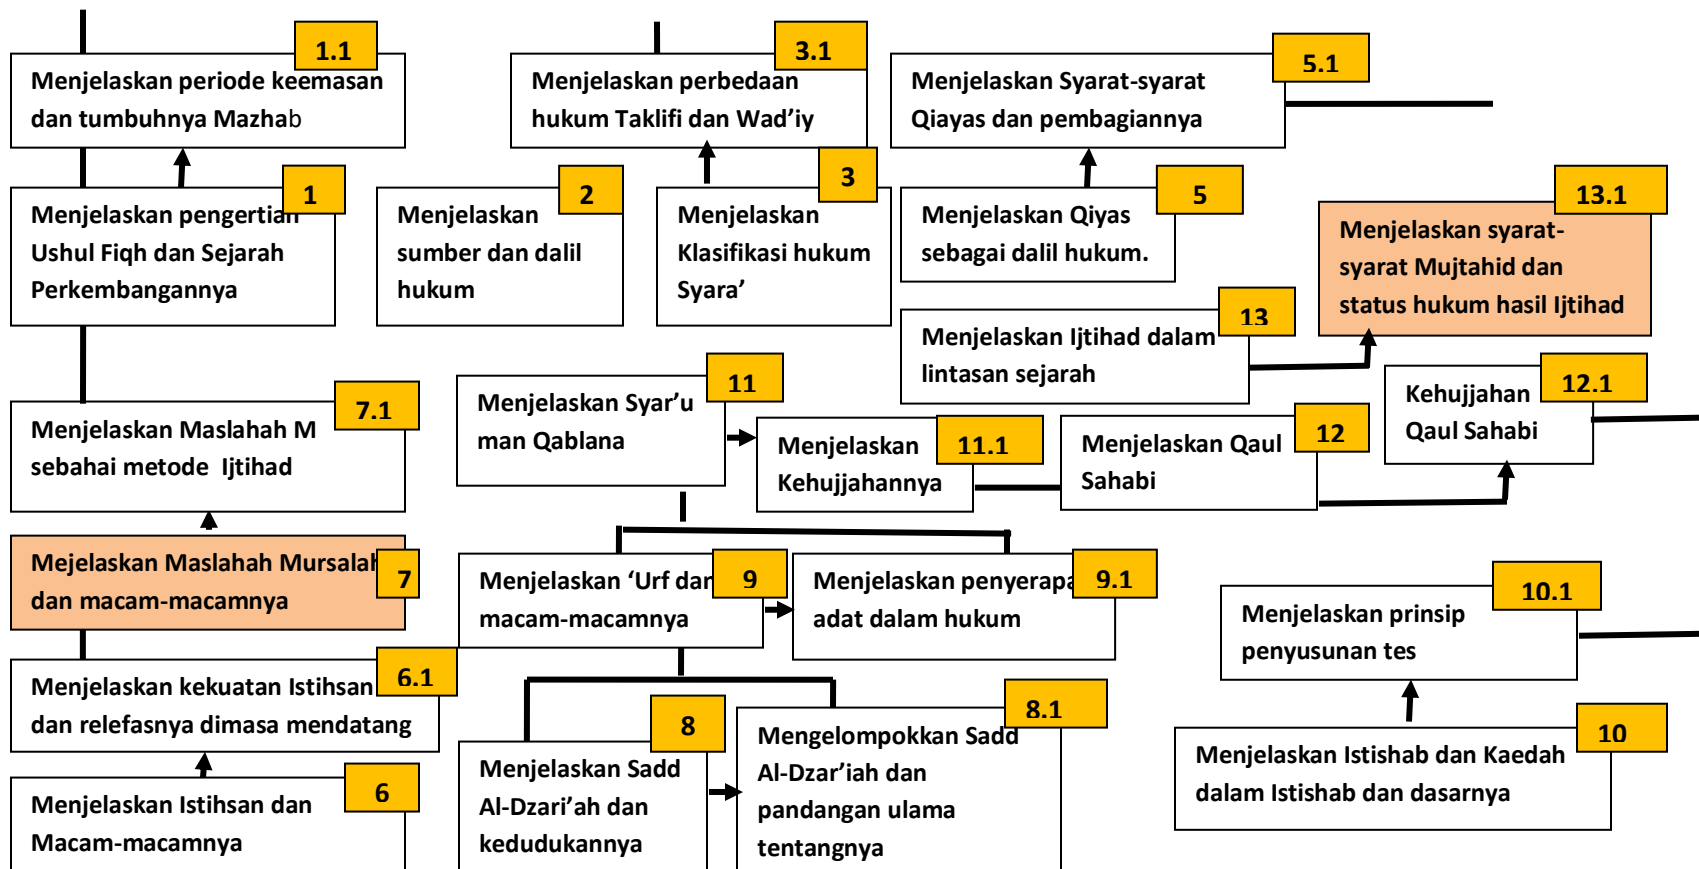 1.1
Menjelaskan periode keemasan
dan tumbuhnya Mazhab
3.1
Menjelaskan perbedaan
hukum Taklifi dan Wad'iy
5.1
Menjelaskan Syarat-syarat
Qiayas dan pembagiannya
1
Menjelaskan pengertian
Ushul Fiqh dan Sejarah
Perkembangannya
2
Menjelaskan
sumber dan dalil
hukum
3
Menjelaskan
Klasifikasi hukum
Syara'
5
Menjelaskan Qiyas
sebagai dalil hukum.
13.1
Menjelaskan syarat-
syarat Mujtahid dan
status hukum hasil Ijtihad
13
Menjelaskan Ijtihad dalam
lintasan sejarah
7.1
Menjelaskan Maslahah M
sebahai metode Ijtihad
11
Menjelaskan Syar'u
man Qablana
11.1
Menjelaskan
Kehujjahannya
12
Menjelaskan Qaul
Sahabi
12.1
Kehujjahan
Qaul Sahabi
7
Mejelaskan Maslahah Mursalah
dan macam-macamnya
9
Menjelaskan 'Urf dan
macam-macamnya
9.1
Menjelaskan penyerapa
adat dalam hukum
10.1
Menjelaskan prinsip
penyusunan tes
6.1
Menjelaskan kekuatan Istihsan
dan relefasnya dimasa mendatang
8
Menjelaskan Sadd
Al-Dzari'ah dan
kedudukannya
8.1
Mengelompokkan Sadd
Al-Dzar'iah dan
pandangan ulama
tentangnya
10
Menjelaskan Istishab dan Kaedah
dalam Istishab dan dasarnya
6
Menjelaskan Istihsan dan
Macam-macamnya